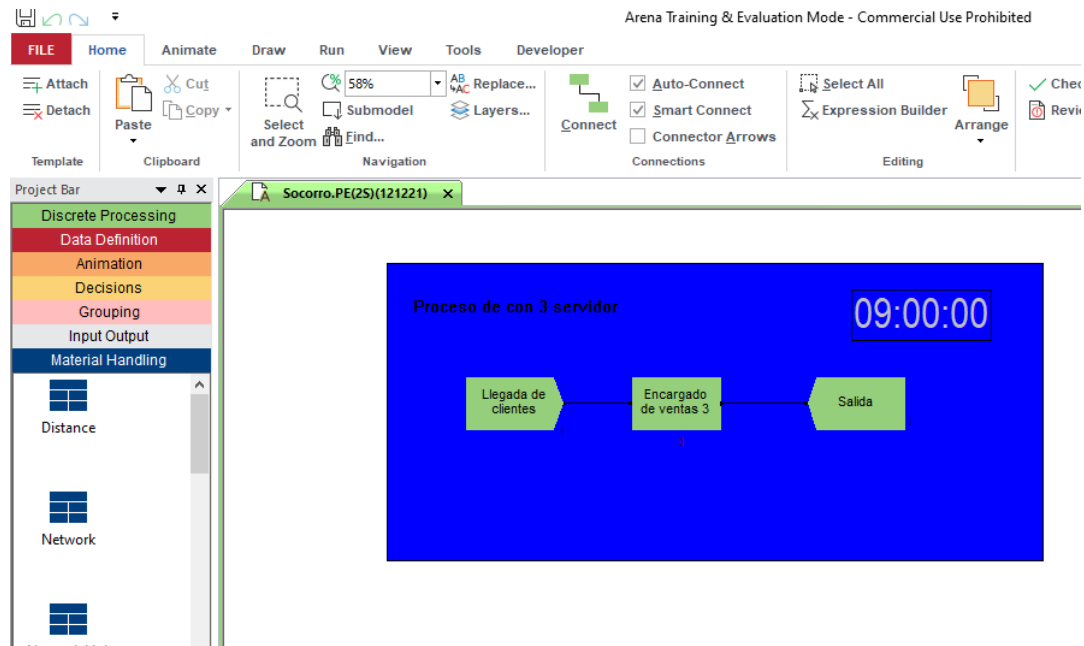 Arena Training & Evaluation Mode - Commercial Use Prohibited
FILE Home Animate Draw Run View Tools Developer
Attach
Detach
Template
Paste
Cut
Copy
Clipboard
Select
and Zoom
58%
Submodel
Find...
AB
AC Replace...
Layers...
Navigation
Connect
Auto-Connect
Smart Connect
Connector Arrows
Connections
Select All
Expression Builder
Arrange
Editing
Project Bar
Discrete Processing
Data Definition
Animation
Decisions
Grouping
Input Output
Material Handling
Distance
Network
Socorro.PE(2S)(121221)
Proceso de con 3 servidor
09:00:00
Llegada de
clientes
Encargado
de ventas 3
Salida